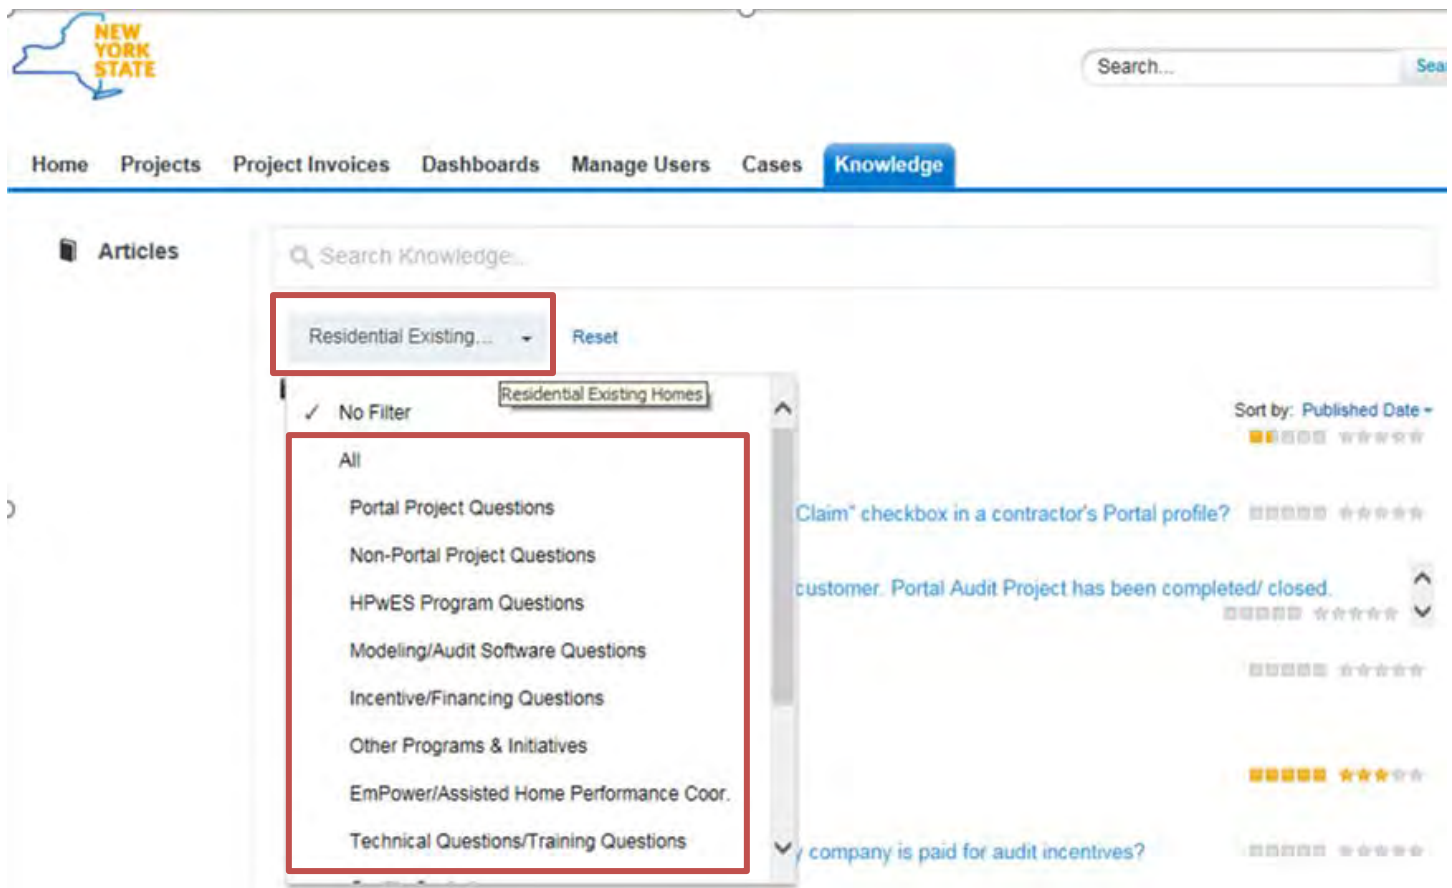 NEW
YORK
STATE
Search...
Home Projects Project Invoices Dashboards Manage Users Cases Knowledge
Articles
Search Knowledge...
Residential Existing... Reset
Residential Existing Homes
✓ No Filter
Sort by: Published Date
All
Portal Project Questions
Claim" checkbox in a contractor's Portal profile?
Non-Portal Project Questions
customer. Portal Audit Project has been completed/ closed.
HPwES Program Questions
Modeling/Audit Software Questions
Incentive/Financing Questions
Other Programs & Initiatives
EmPower/Assisted Home Performance Coor.
Technical Questions/Training Questions
y company is paid for audit incentives?